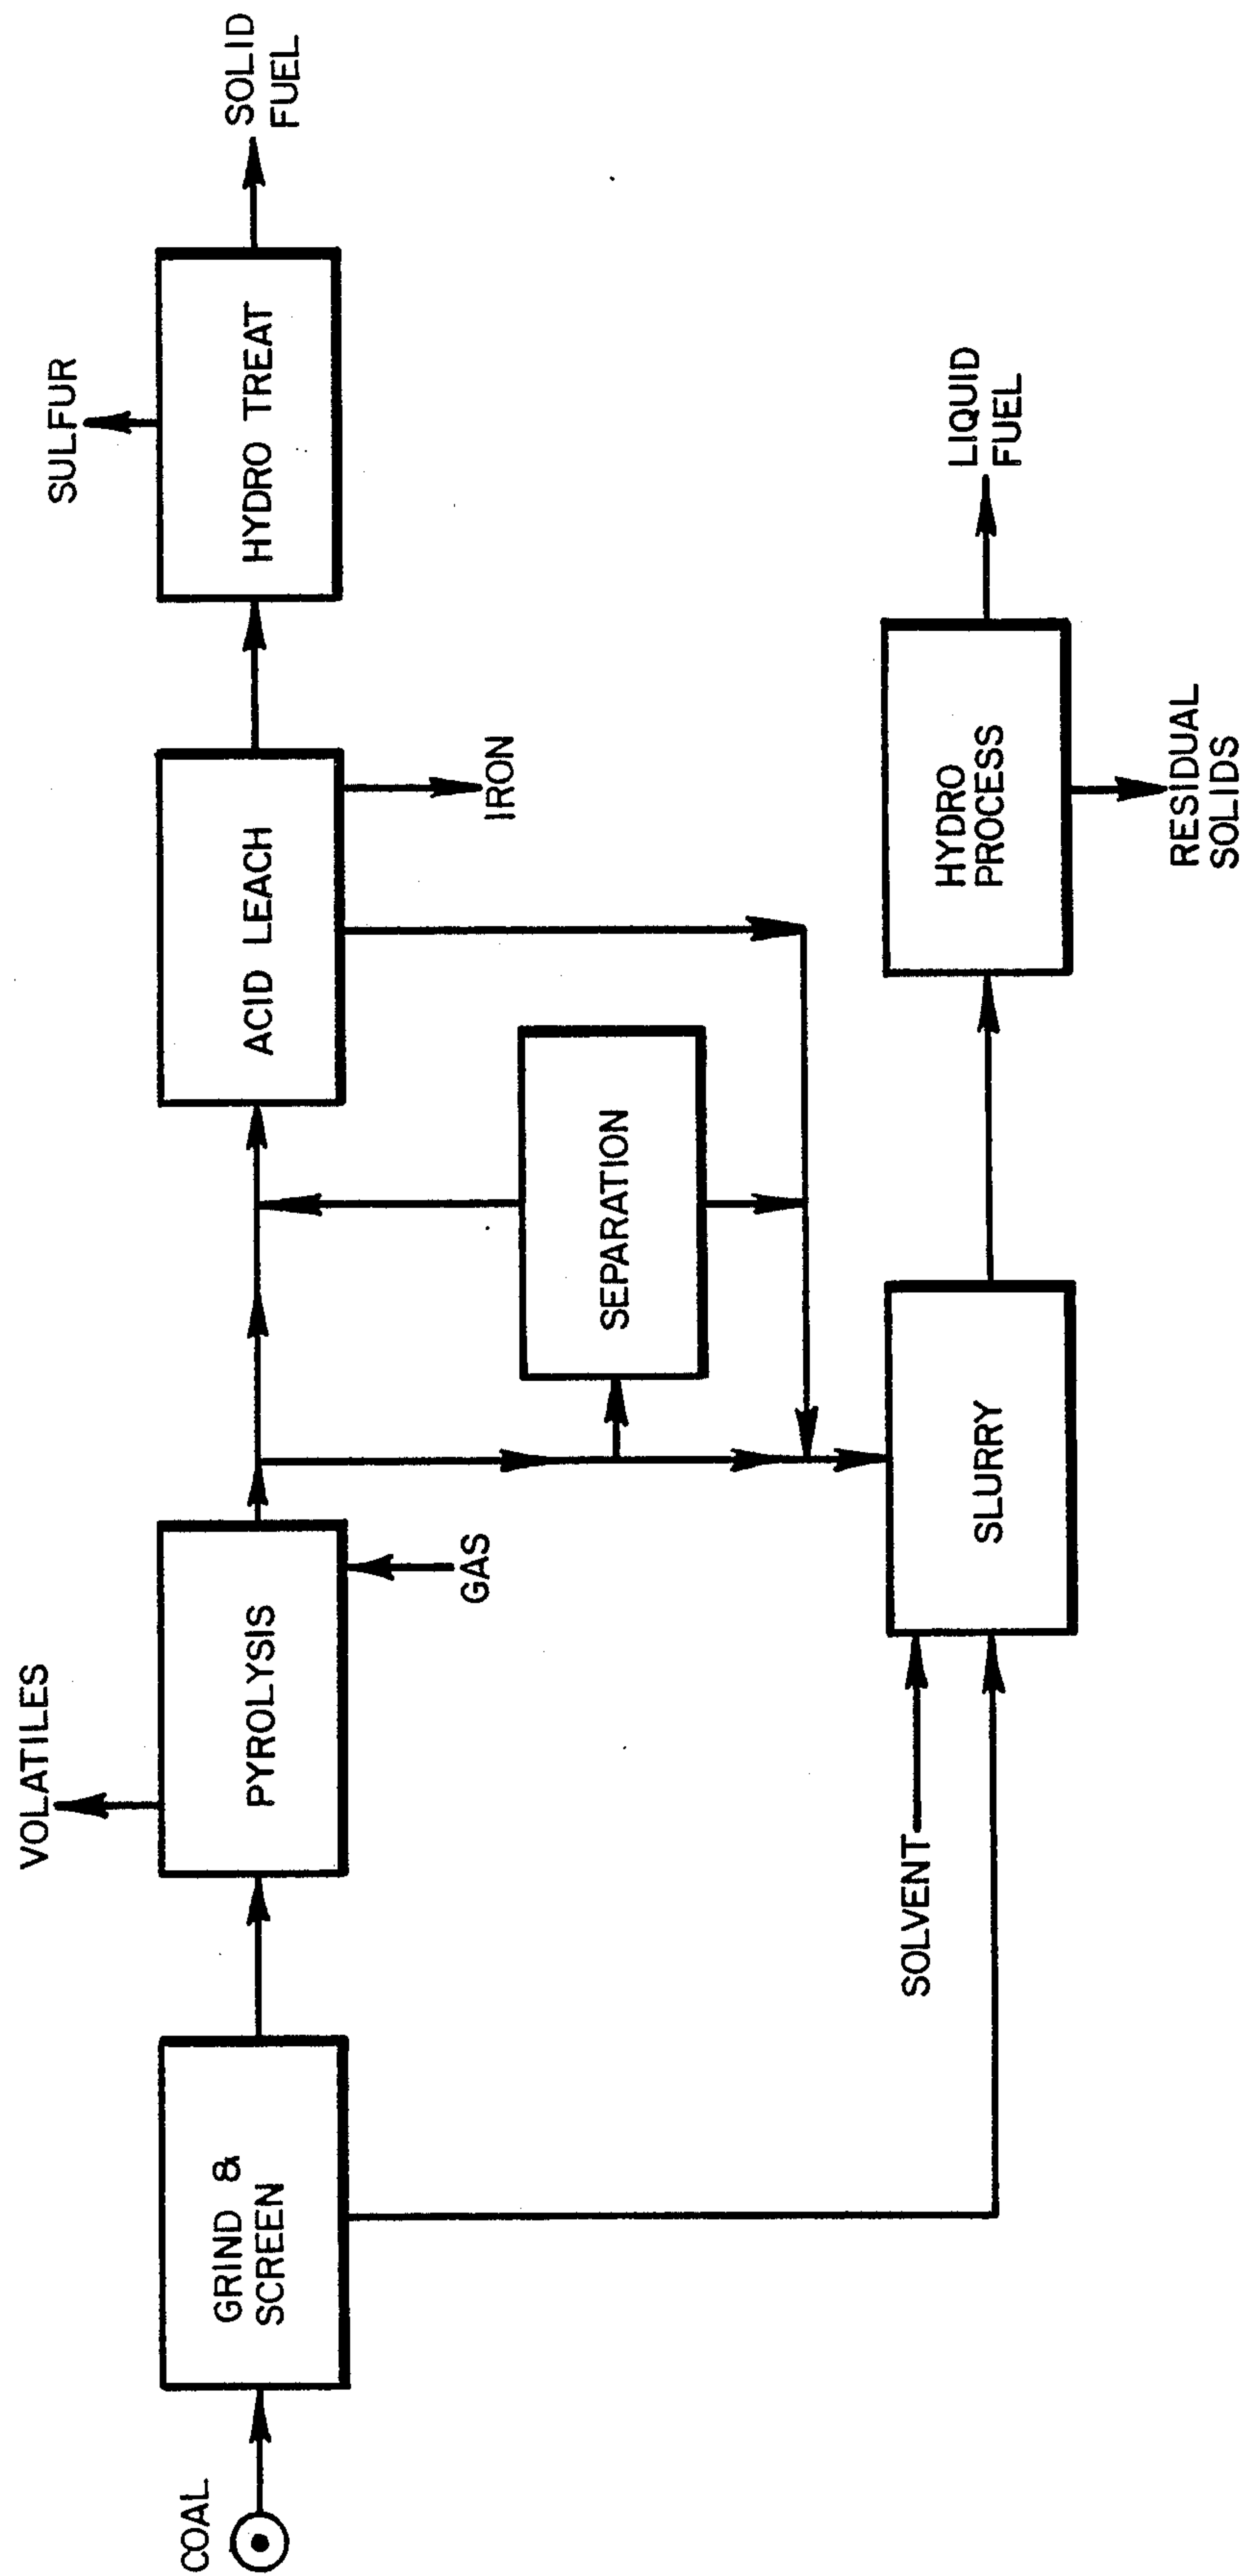 COAL
GRIND &
SCREEN
VOLATILES
PYROLYSIS
GAS
ACID LEACH
IRON
SULFUR
HYDRO TREAT
SOLID
FUEL
SEPARATION
SOLVENT
SLURRY
HYDRO
PROCESS
RESIDUAL
SOLIDS
LIQUID
FUEL